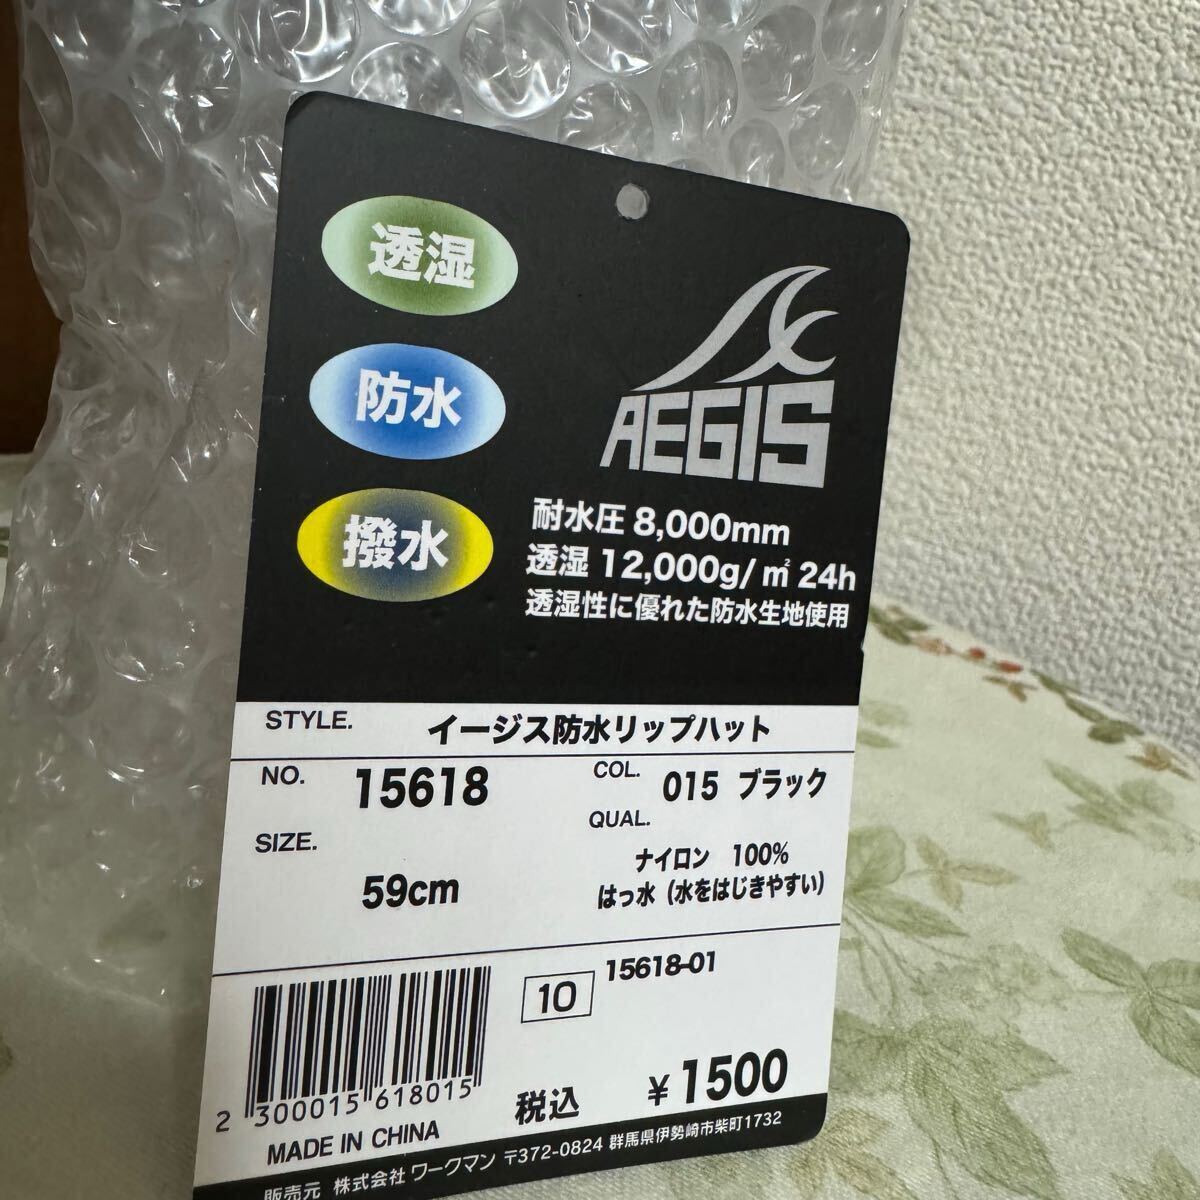 透湿
防水
撥水
AEGIS
耐水圧 8,000mm
透湿 12,000g/㎡ 24h
透湿性に優れた防水生地使用
STYLE. イージス防水リップハット
NO. 15618
COL. 015 ブラック
SIZE. 59cm
QUAL.
ナイロン 100%
はっ水 (水をはじきやすい)
10
15618-01
2 300015 618015
税込 ¥1500
MADE IN CHINA
販売元 株式会社 ワークマン 〒372-0824 群馬県伊勢崎市柴町1732